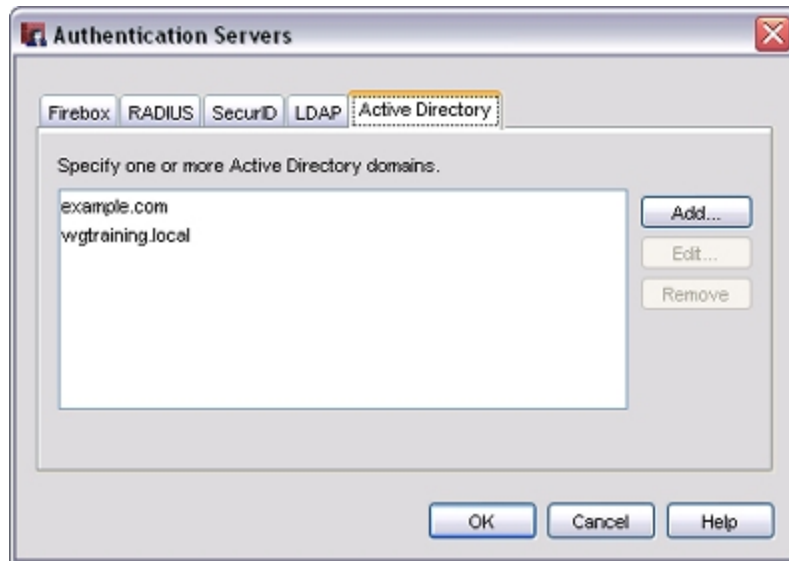 Authentication Servers
Firebox RADIUS SecurID LDAP Active Directory
Specify one or more Active Directory domains.
example.com
wgtraining.local
Add...
Edit...
Remove
OK Cancel Help